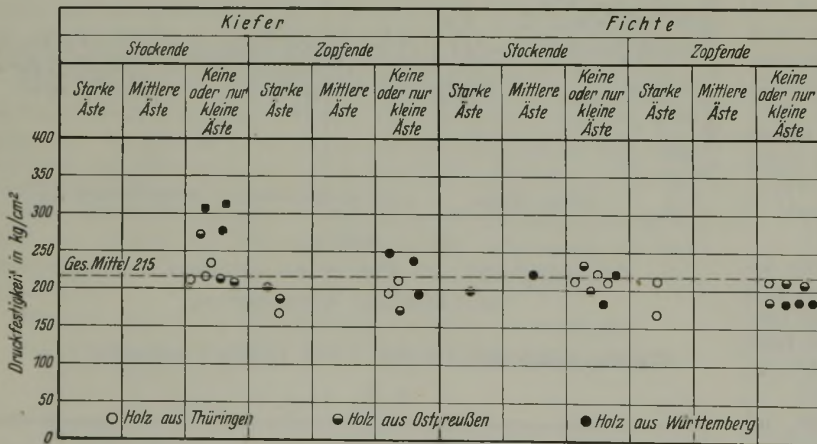 Kiefer Fichte
Stockende Zopfende Stockende Zopfende
Starke Äste Mittlere Äste Keine oder nur kleine Äste Starke Äste Mittlere Äste Keine oder nur kleine Äste Starke Äste Mittlere Äste Keine oder nur kleine Äste Starke Äste Mittlere Äste Keine oder nur kleine Äste
Druckfestigkeit in kg/cm²
400
350
300
250
Ges. Mittel 215
200
150
100
50
0
Holz aus Thüringen Holz aus Ostpreußen Holz aus Württemberg